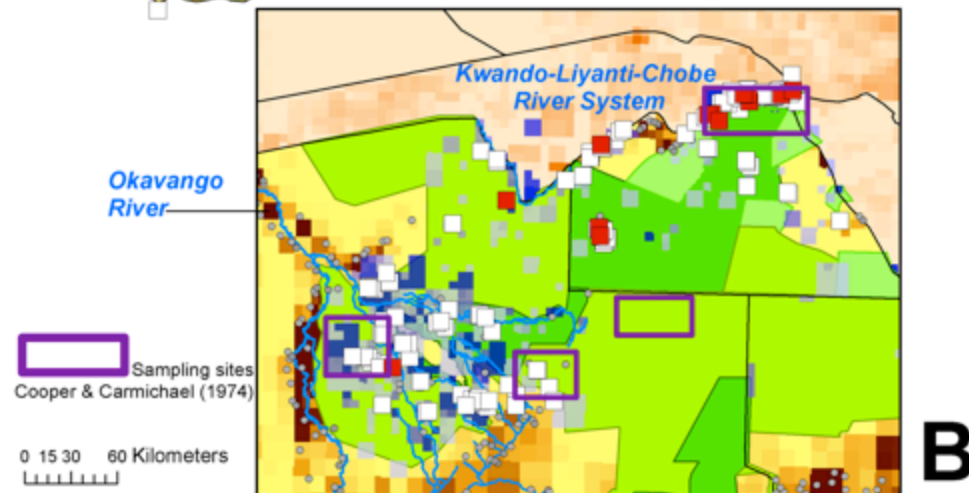 Kwando-Liyanti-Chobe
River System
Okavango
River
Sampling sites
Cooper & Carmichael (1974)
0 15 30 60 Kilometers
B